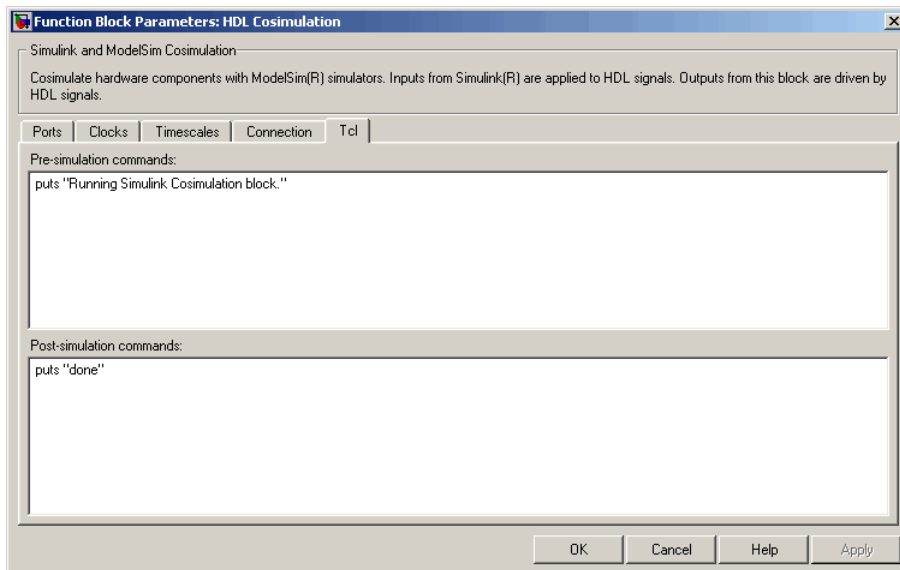 Function Block Parameters: HDL Cosimulation
Simulink and ModelSim Cosimulation
Cosimulate hardware components with ModelSim(R) simulators. Inputs from Simulink(R) are applied to HDL signals. Outputs from this block are driven by
HDL signals.
Ports Clocks Timescales Connection Tcl
Pre-simulation commands:
puts "Running Simulink Cosimulation block."
Post-simulation commands:
puts "done"
OK Cancel Help Apply